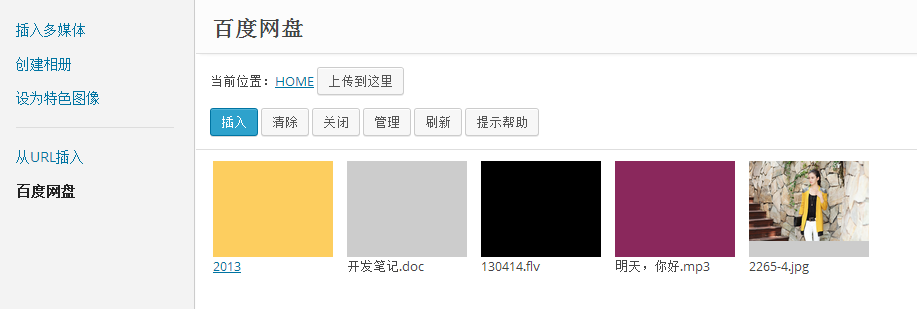 插入多媒体
创建相册
设为特色图像
从URL插入
百度网盘
百度网盘
当前位置：HOME 上传到这里
插入 清除 关闭 管理 刷新 提示帮助
2013 开发笔记.doc 130414.flv 明天，你好.mp3 2265-4.jpg